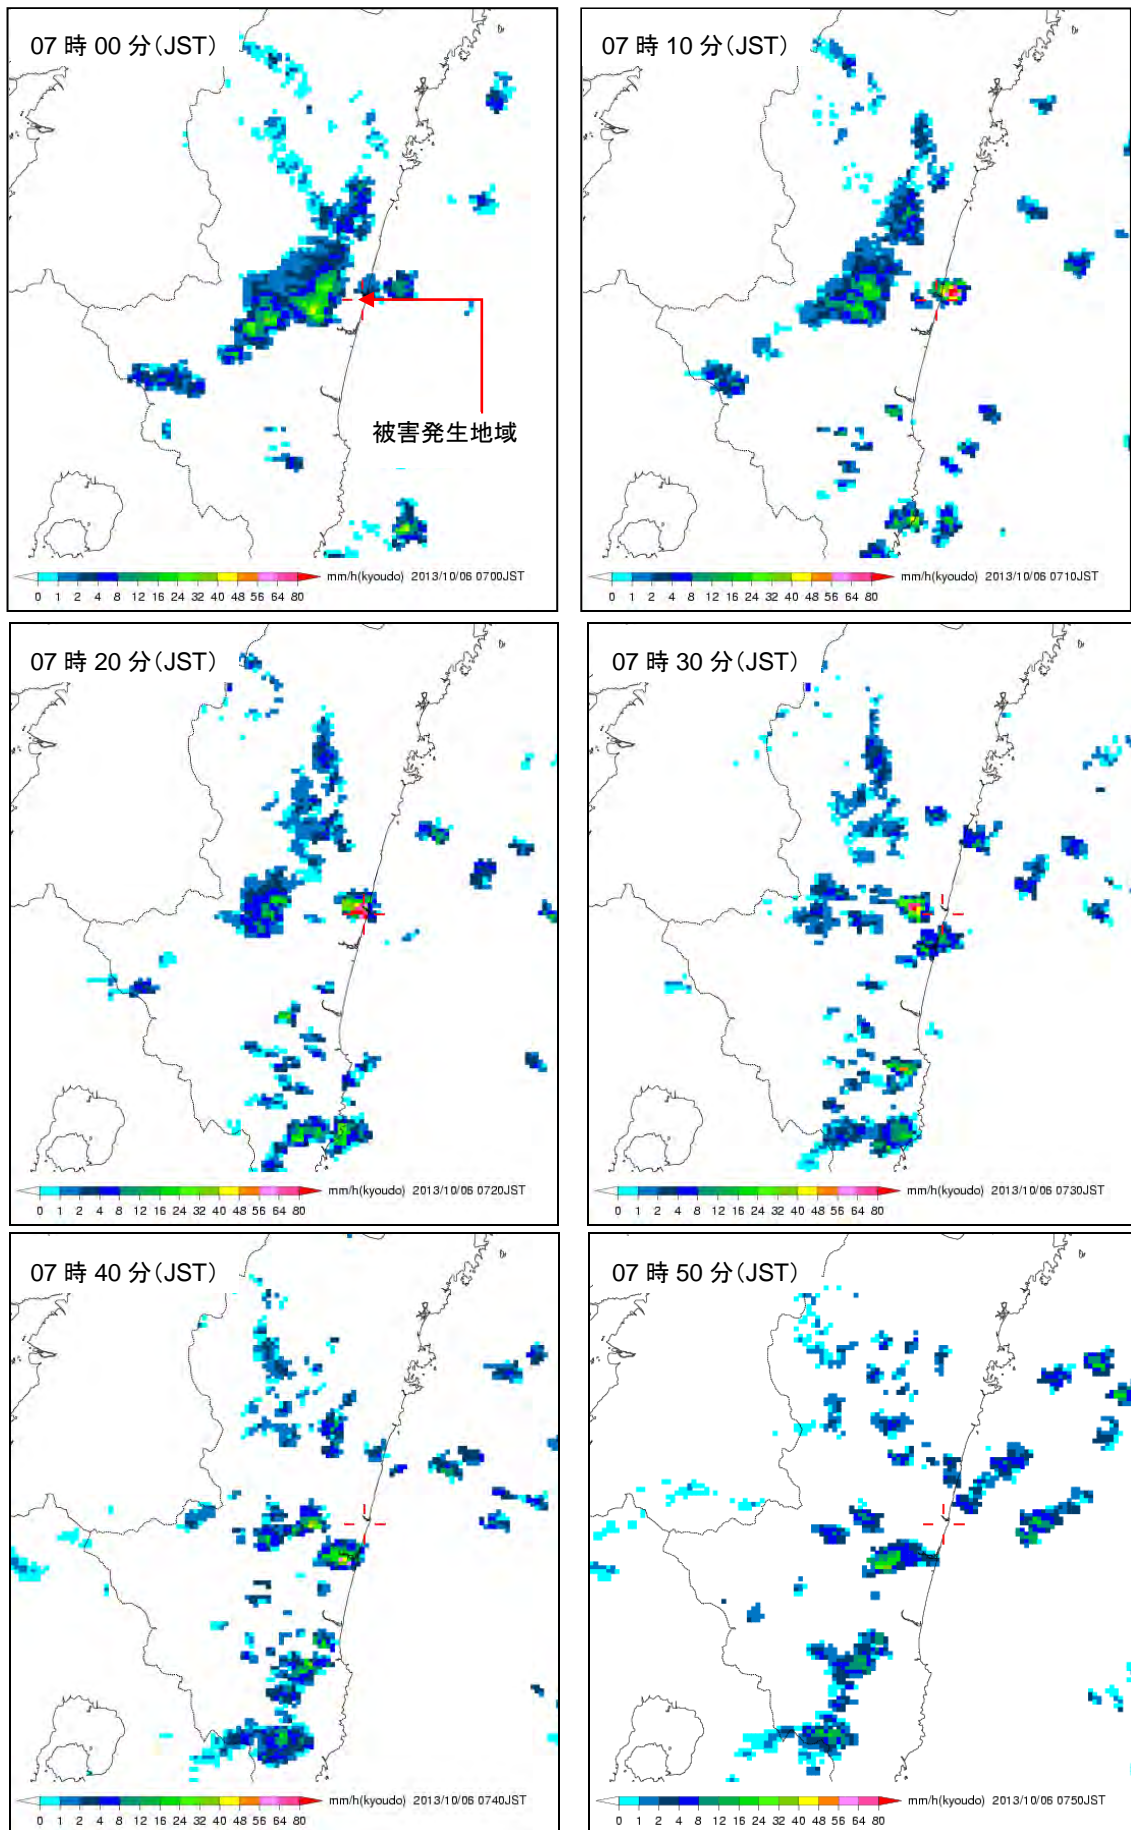 07 時 00 分(JST)
被害発生地域
mm/h(kyoudo) 2013/10/06 0700JST
0 1 2 4 8 12 16 24 32 40 48 56 64 80
07 時 10 分(JST)
mm/h(kyoudo) 2013/10/06 0710JST
0 1 2 4 8 12 16 24 32 40 48 56 64 80
07 時 20 分(JST)
mm/h(kyoudo) 2013/10/06 0720JST
0 1 2 4 8 12 16 24 32 40 48 56 64 80
07 時 30 分(JST)
mm/h(kyoudo) 2013/10/06 0730JST
0 1 2 4 8 12 16 24 32 40 48 56 64 80
07 時 40 分(JST)
mm/h(kyoudo) 2013/10/06 0740JST
0 1 2 4 8 12 16 24 32 40 48 56 64 80
07 時 50 分(JST)
mm/h(kyoudo) 2013/10/06 0750JST
0 1 2 4 8 12 16 24 32 40 48 56 64 80